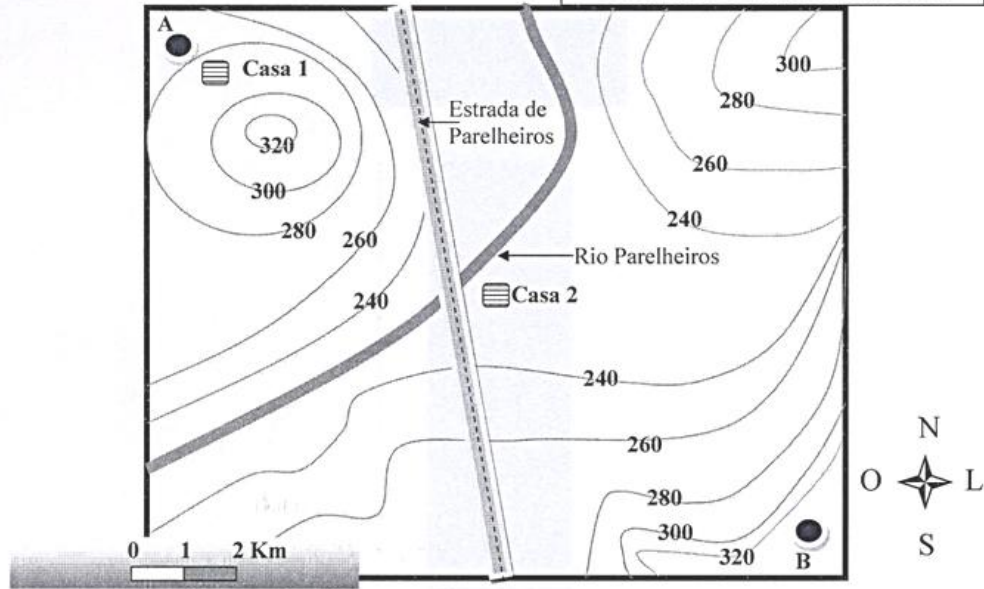 A
Casa 1
300
280
Estrada de
Parelheiros
320
260
300
240
280
260
Rio Parelheiros
Casa 2
240
240
260
N
O L
S
280
300
320
B
0 1 2 Km